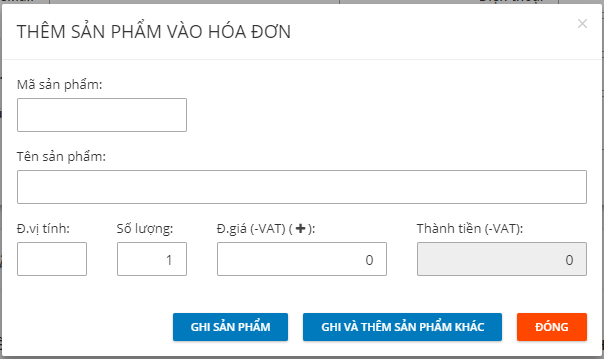 THÊM SẢN PHẨM VÀO HÓA ĐƠN ×
Mã sản phẩm:
Tên sản phẩm:
Đ.vị tính: Số lượng: Đ.giá (-VAT) (+): Thành tiền (-VAT):
1 0 0
GHI SẢN PHẨM GHI VÀ THÊM SẢN PHẨM KHÁC ĐÓNG